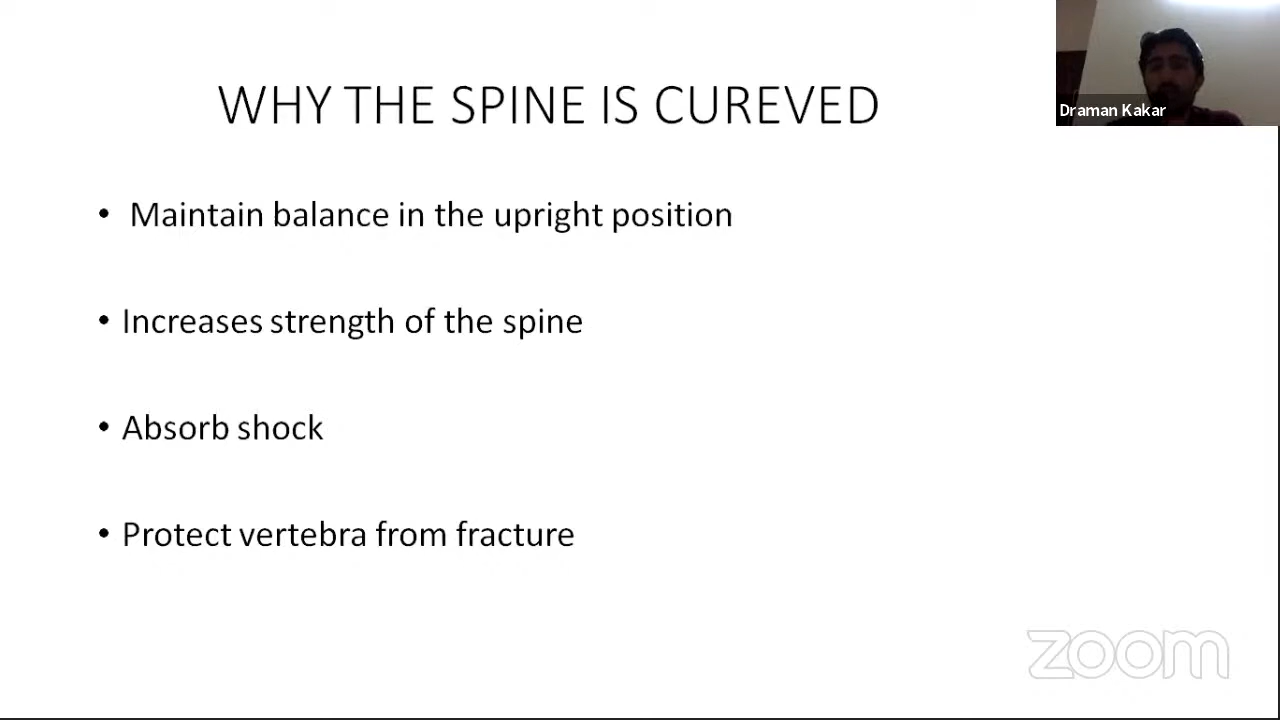 WHY THE SPINE IS CUREVED
Draman Kakar
• Maintain balance in the upright position
• Increases strength of the spine
• Absorb shock
• Protect vertebra from fracture
zoom